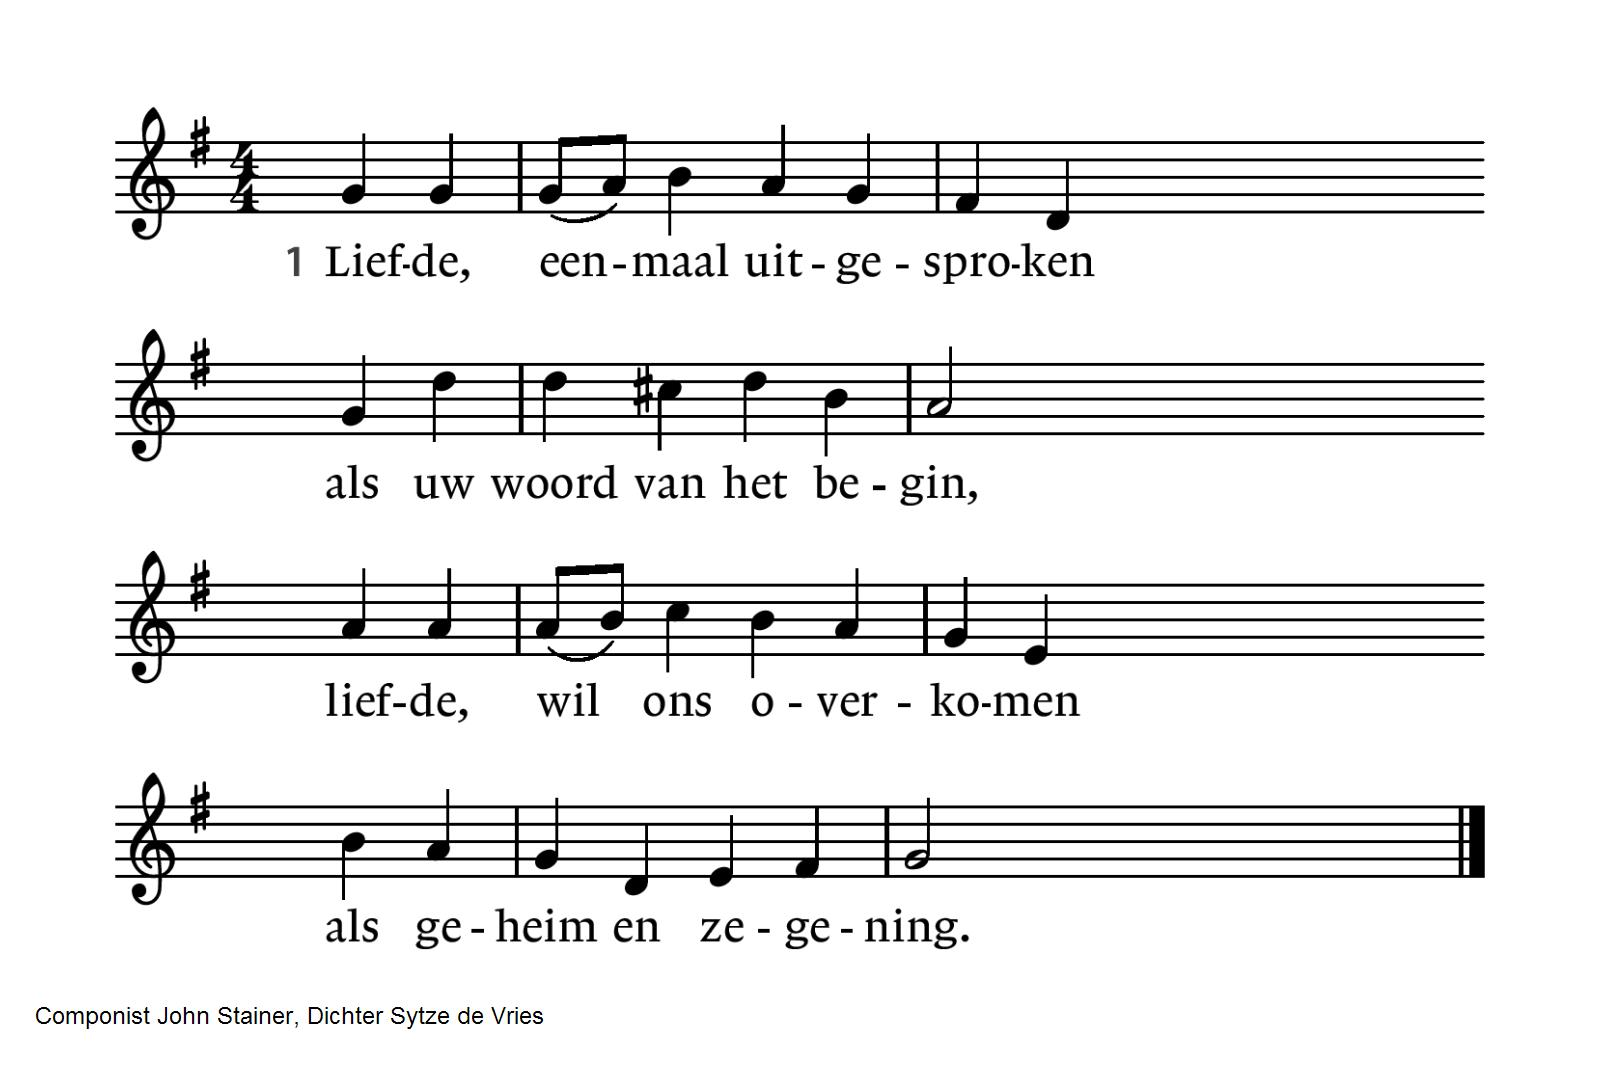 1 Lief-de, een-maal uit-ge-spro-ken
als uw woord van het be-gin,
lief-de, wil ons o-ver-ko-men
als ge-heim en ze-ge-ning.
Componist John Stainer, Dichter Sytze de Vries